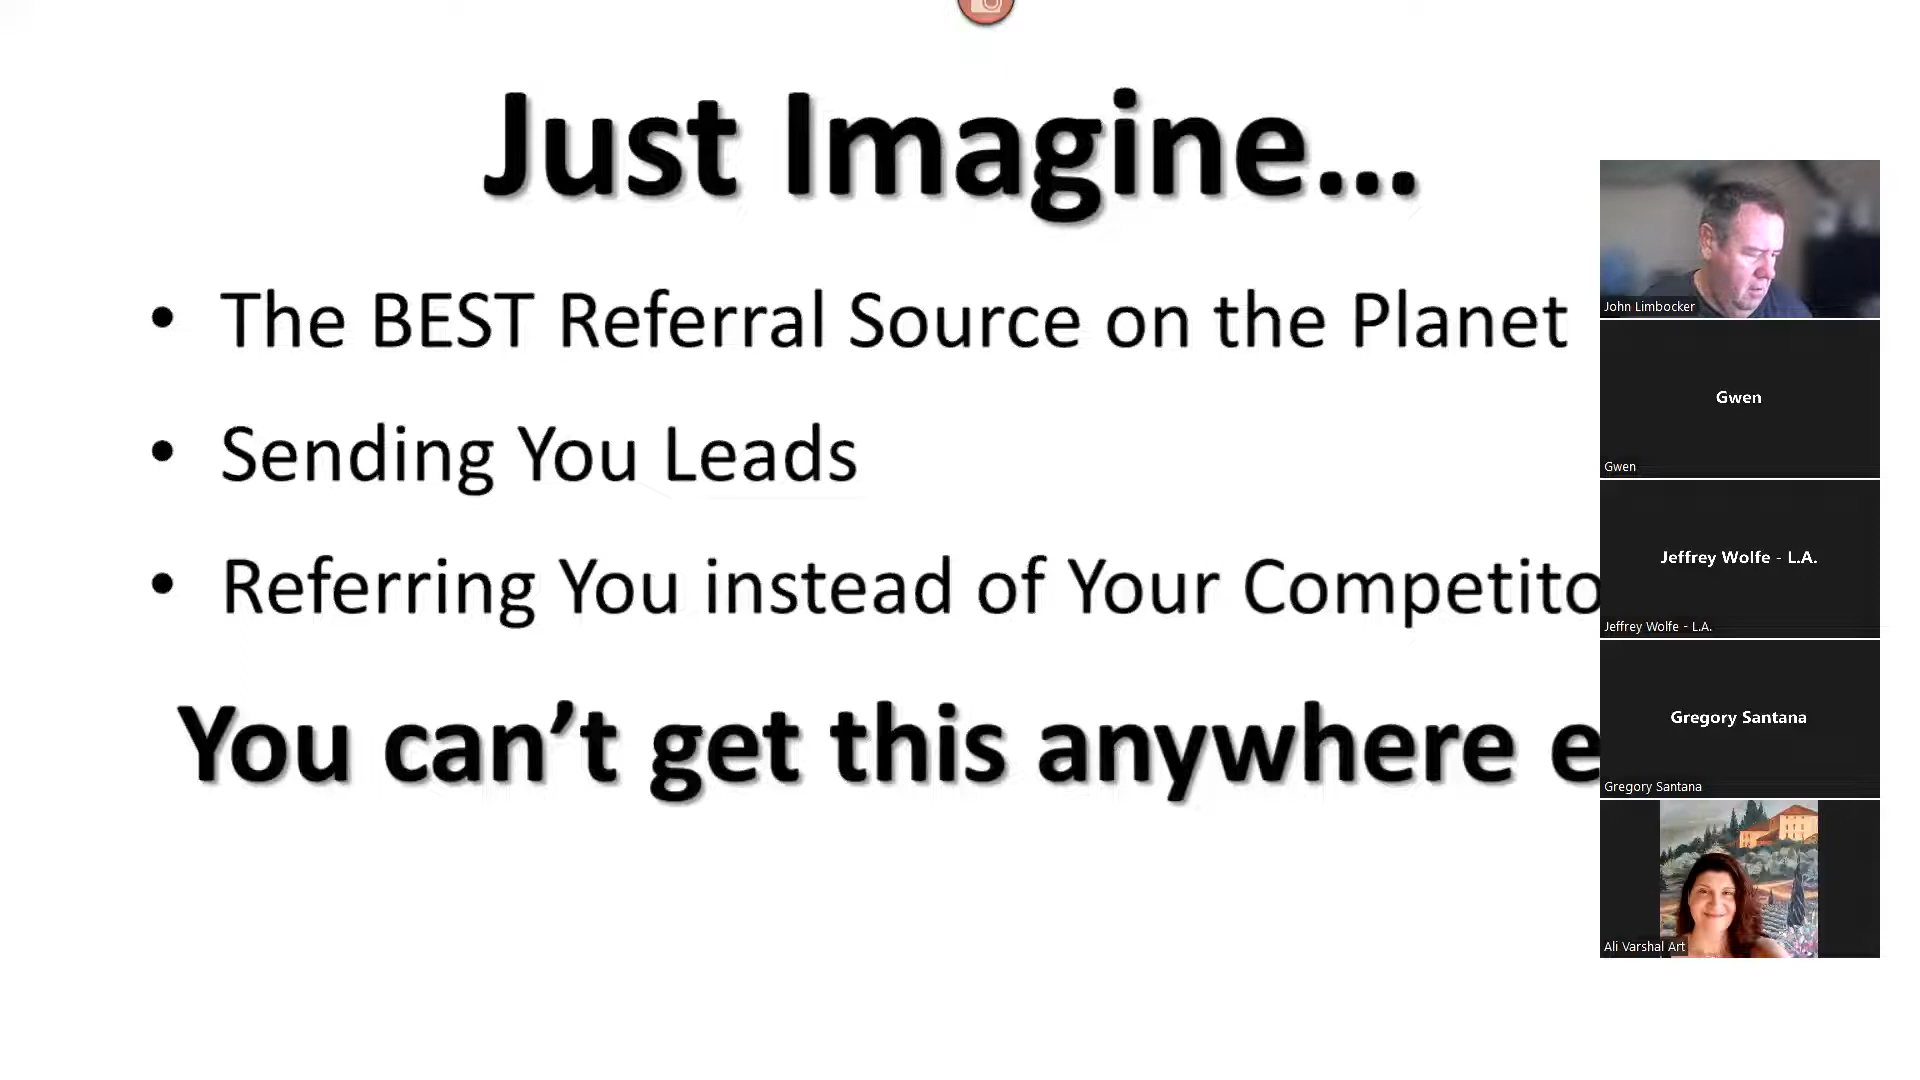 Just Imagine...
• The BEST Referral Source on the Planet
• Sending You Leads
• Referring You instead of Your Competito
You can’t get this anywhere e
John Limbocker
Gwen
Gwen
Jeffrey Wolfe - L.A.
Jeffrey Wolfe - L.A.
Gregory Santana
Gregory Santana
Ali Varshal Art